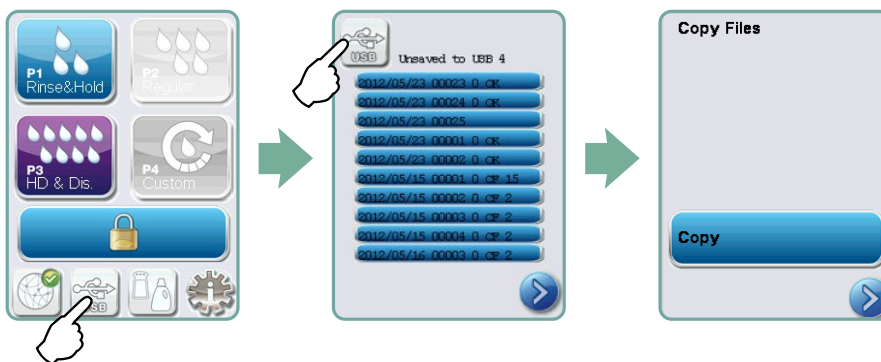 P1
Rinse&Hold
P2
Regular
P3
HD & Dis.
P4
Custom
USB
USB
Unsaved to USB 4
2012/05/23 00023 0 OK
2012/05/23 00024 0 OK
2012/05/23 00025
2012/05/23 00001 0 OK
2012/05/23 00002 0 OK
2012/05/15 00001 0 CF 15
2012/05/15 00002 0 CF 2
2012/05/15 00003 0 CF 2
2012/05/15 00004 0 CF 2
2012/05/16 00003 0 CF 2
Copy Files
Copy